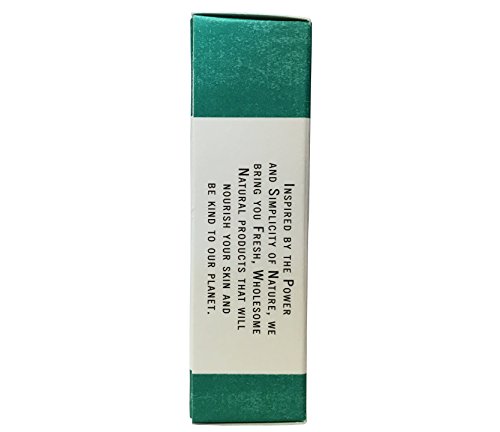 Inspired by the Power
and Simplicity of Nature, we
bring you Fresh, Wholesome
Natural products that will
nourish your skin and
be kind to our planet.